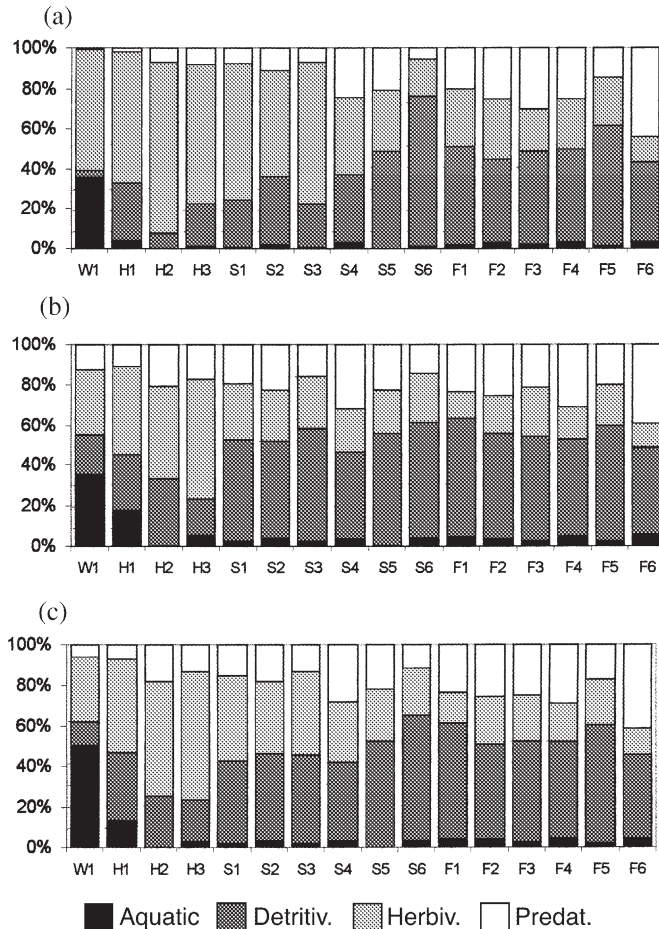 (a)
100%
80%
60%
40%
20%
0%
W1 H1 H2 H3 S1 S2 S3 S4 S5 S6 F1 F2 F3 F4 F5 F6
(b)
100%
80%
60%
40%
20%
0%
W1 H1 H2 H3 S1 S2 S3 S4 S5 S6 F1 F2 F3 F4 F5 F6
(c)
100%
80%
60%
40%
20%
0%
W1 H1 H2 H3 S1 S2 S3 S4 S5 S6 F1 F2 F3 F4 F5 F6
Aquatic Detritiv. Herbiv. Predat.